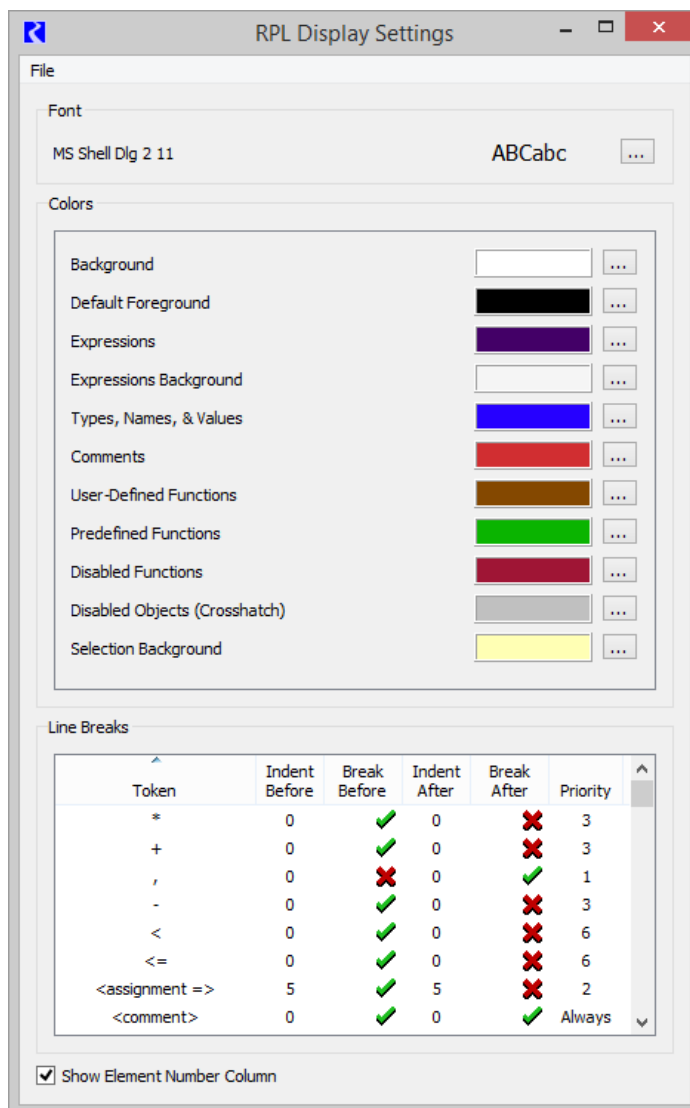 RPL Display Settings
File
Font
MS Shell Dlg 2 11 ABCabc ...
Colors
Background ...
Default Foreground ...
Expressions ...
Expressions Background ...
Types, Names, & Values ...
Comments ...
User-Defined Functions ...
Predefined Functions ...
Disabled Functions ...
Disabled Objects (Crosshatch) ...
Selection Background ...
Line Breaks
Token Indent Before Break Before Indent After Break After Priority
* 0 0 3
+ 0 0 3
, 0 0 1
- 0 0 3
< 0 0 6
<= 0 0 6
<assignment => 5 5 2
<comment> 0 0 Always
Show Element Number Column